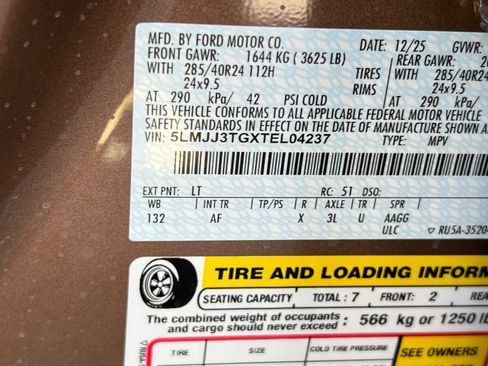 MFD. BY FORD MOTOR CO. DATE: 12/25 GVWR:
FRONT GAWR: 1644 KG ( 3625 LB) REAR GAWR: 20
WITH 285/40R24 112H TIRES WITH 285/40R24
24x9.5 RIMS 24x9.5
AT 290 kPa/ 42 PSI COLD AT 290 kPa/
THIS VEHICLE CONFORMS TO ALL APPLICABLE FEDERAL MOTOR VEHICLE
SAFETY STANDARDS IN EFFECT ON THE DATE OF MANUFACTURE SHOWN A
VIN: 5LMJJ3TGXTEL04237 TYPE: MPV
EXT PNT: LT RC: 51 DSO:
WB INT TR TP/PS R AXLE TR SPR
132 AF X 3L U AAGG
ULC ▽ RU5A-3520
TIRE AND LOADING INFORM
SEATING CAPACITY TOTAL : 7 FRONT: 2 REA
The combined weight of occupants and cargo should never exceed : 566 kg or 1250 lb
TIRE SIZE COLD TIRE PRESSURE SEE OWNERS